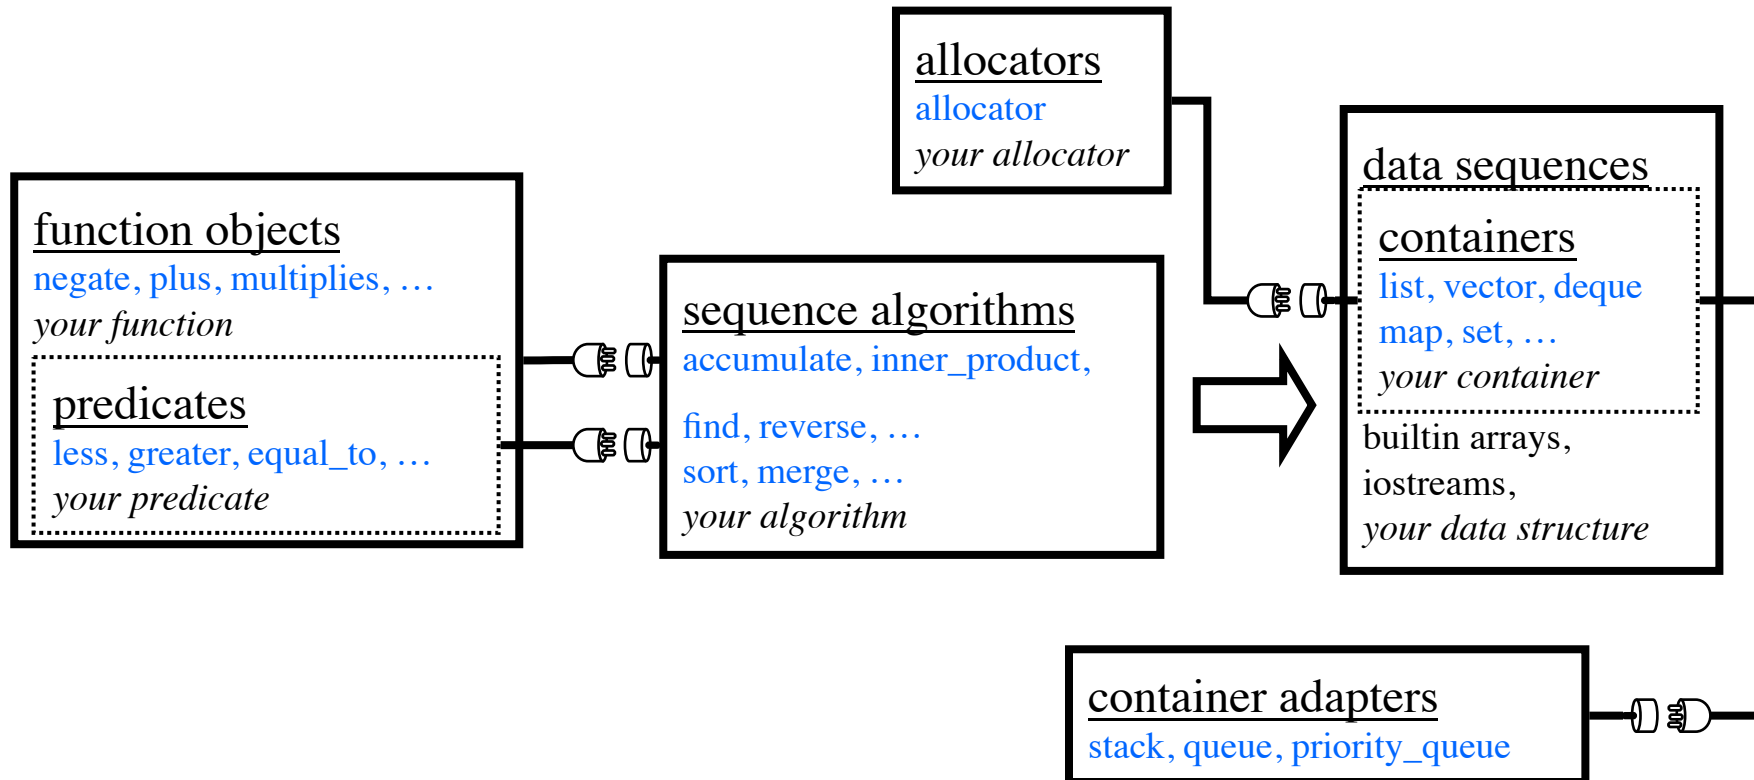 allocators
allocator
your allocator
function objects
negate, plus, multiplies, …
your function
predicates
less, greater, equal_to, …
your predicate
sequence algorithms
accumulate, inner_product,
find, reverse, …
sort, merge, …
your algorithm
data sequences
containers
list, vector, deque
map, set, …
your container
builtin arrays,
iostreams,
your data structure
container adapters
stack, queue, priority_queue